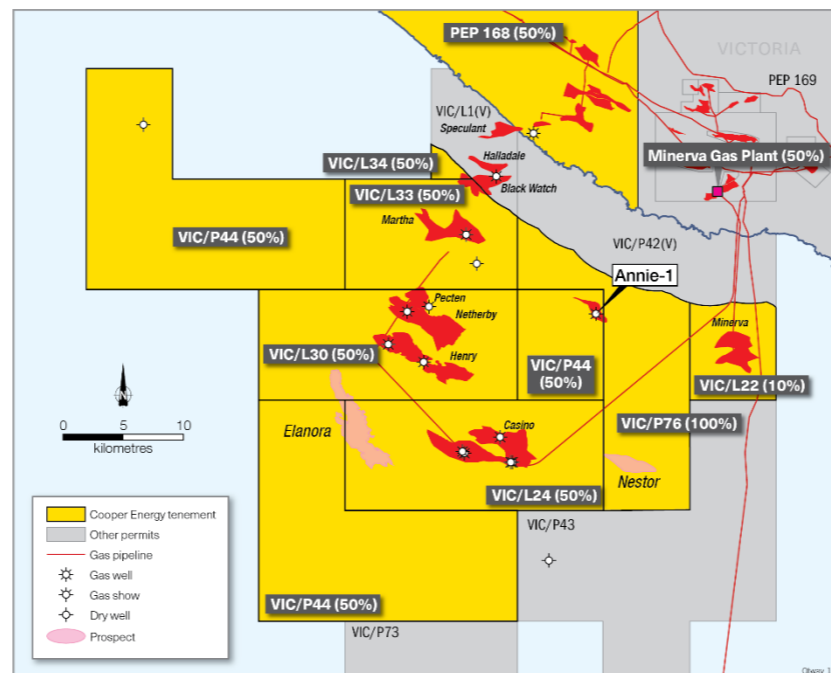 PEP 168 (50%)
VICTORIA
PEP 169
VIC/L1(V)
Speculant
Minerva Gas Plant (50%)
Halladale
VIC/L34 (50%)
VIC/L33 (50%)
Black Watch
Martha
VIC/P44 (50%)
VIC/P42(V)
Annie-1
Pecten
Netherby
Minerva
VIC/L30 (50%)
Henry
VIC/P44
(50%)
VIC/L22 (10%)
0 5 10
kilometres
Elanora
Casino
VIC/P76 (100%)
Nestor
VIC/L24 (50%)
Cooper Energy tenement
Other permits
Gas pipeline
Gas well
Gas show
Dry well
Prospect
VIC/P43
VIC/P44 (50%)
VIC/P73